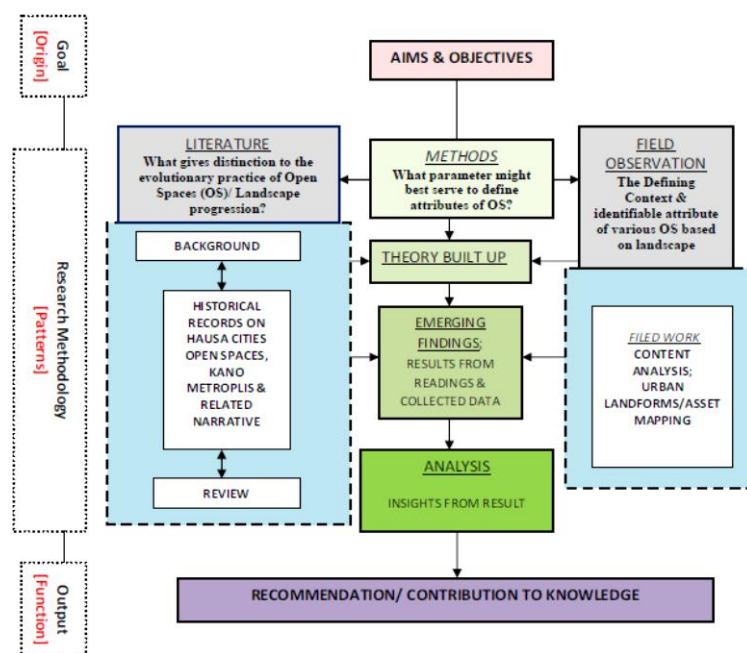 Goal
[Origin]
AIMS & OBJECTIVES
LITERATURE
What gives distinction to the
evolutionary practice of Open
Spaces (OS)/ Landscape
progression?
METHODS
What parameter might
best serve to define
attributes of OS?
FIELD
OBSERVATION
The Defining
Context &
identifiable attribute
of various OS based
on landscape
Research Methodology
[Patterns]
BACKGROUND
HISTORICAL
RECORDS ON
HAUSA CITIES
OPEN SPACES,
KANO
METROPLIS &
RELATED
NARRATIVE
REVIEW
THEORY BUILT UP
EMERGING
FINDINGS;
RESULTS FROM
READINGS &
COLLECTED DATA
FILED WORK
CONTENT
ANALYSIS;
URBAN
LANDFORMS/ASSET
MAPPING
ANALYSIS
INSIGHTS FROM RESULT
Output
[Function]
RECOMMENDATION/ CONTRIBUTION TO KNOWLEDGE